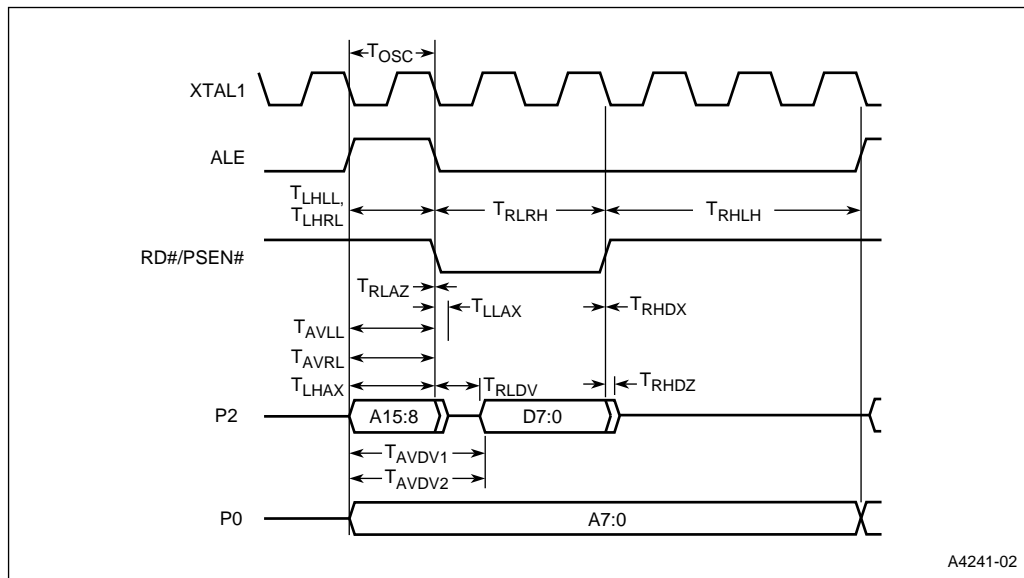 TOSC
XTAL1
ALE
TLHLL,
TLHRL
TRLRH
TRHLH
RD#/PSEN#
TRLAZ
TLLAX
TRHDX
TAVLL
TAVRL
TLHAX
TRLDV
TRHDZ
P2
A15:8
D7:0
TAVDV1
TAVDV2
P0
A7:0
A4241-02